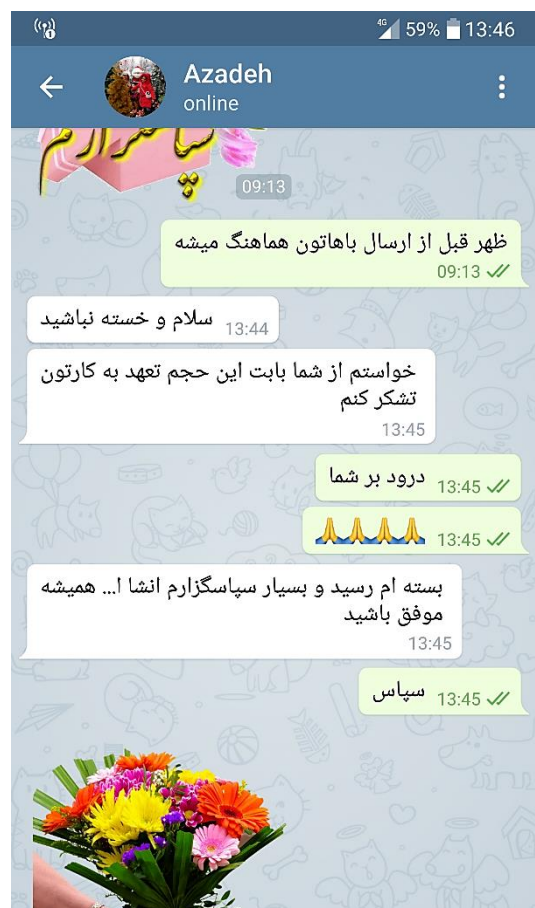 4G 59% 13:46
Azadeh
online
سپاسگزارم
09:13
ظهر قبل از ارسال باهاتون هماهنگ میشه
09:13
سلام و خسته نباشید 13:44
خواستم از شما بابت این حجم تعهد به کارتون
تشکر کنم
13:45
درود بر شما 13:45
🙏🙏🙏🙏 13:45
بسته ام رسید و بسیار سپاسگزارم انشا ا... همیشه
موفق باشید
13:45
سپاس 13:45